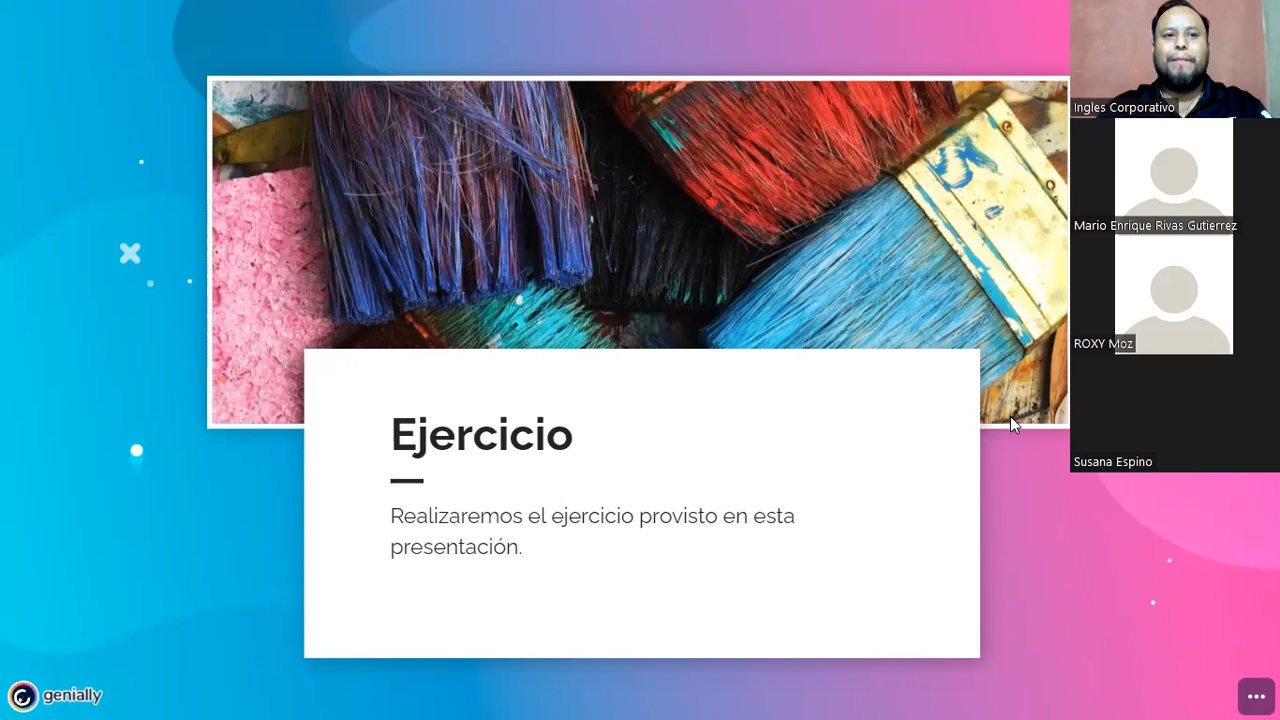 Ingles Corporativo
Mario Enrique Rivas Gutierrez
ROXY Moz
Susana Espino
Ejercicio
Realizaremos el ejercicio provisto en esta
presentación.
genially